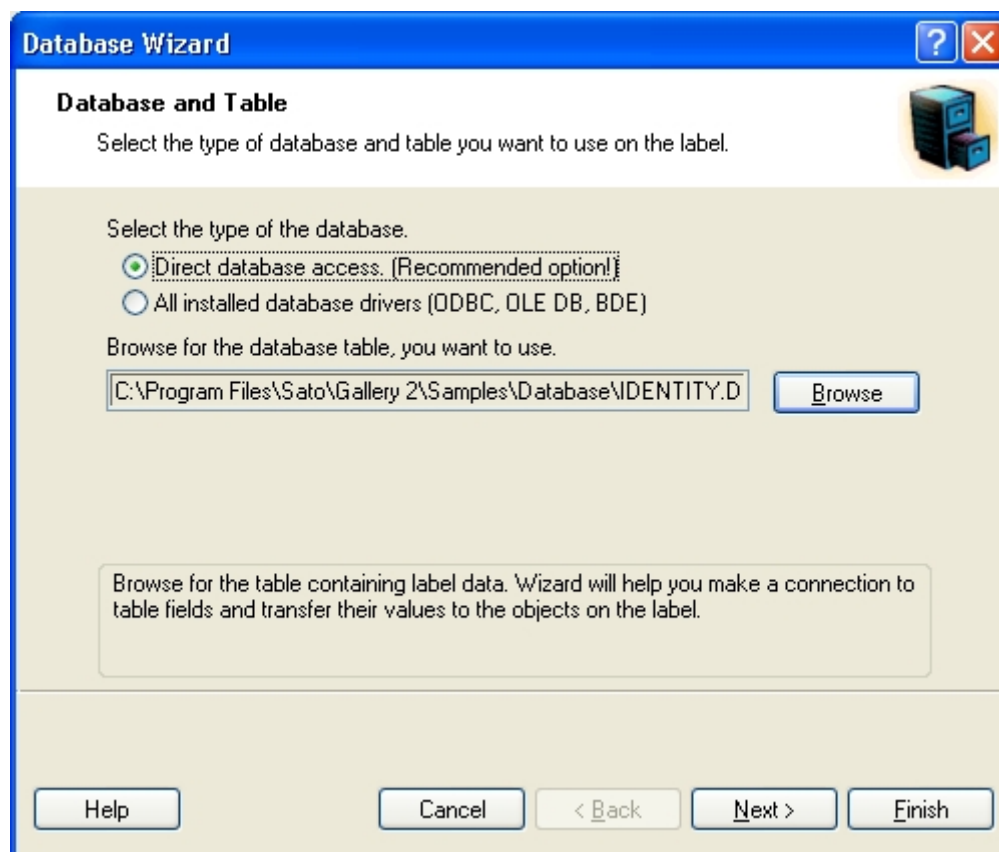 Database Wizard
Database and Table
Select the type of database and table you want to use on the label.
Select the type of the database.
Direct database access. (Recommended option!)
All installed database drivers (ODBC, OLE DB, BDE)
Browse for the database table, you want to use.
C:\Program Files\Sato\Gallery 2\Samples\Database\IDENTITY.D
Browse
Browse for the table containing label data. Wizard will help you make a connection to
table fields and transfer their values to the objects on the label.
Help
Cancel
< Back
Next >
Finish